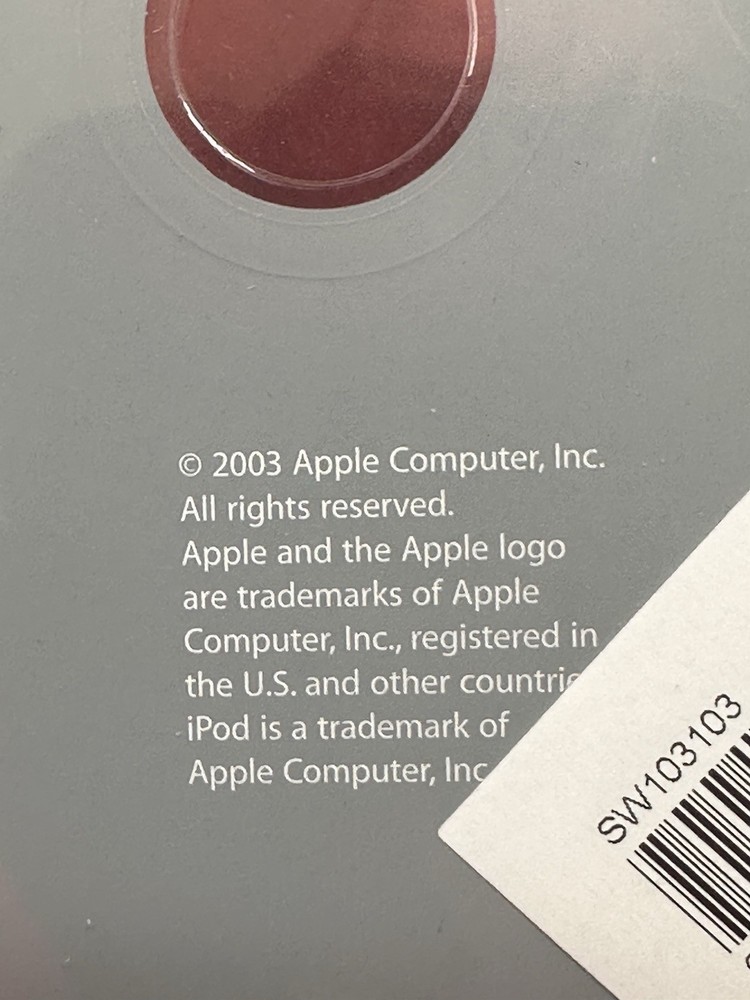 © 2003 Apple Computer, Inc.
All rights reserved.
Apple and the Apple logo
are trademarks of Apple
Computer, Inc., registered in
the U.S. and other
iPod is a trademark of
Apple Computer, Inc
SW103103